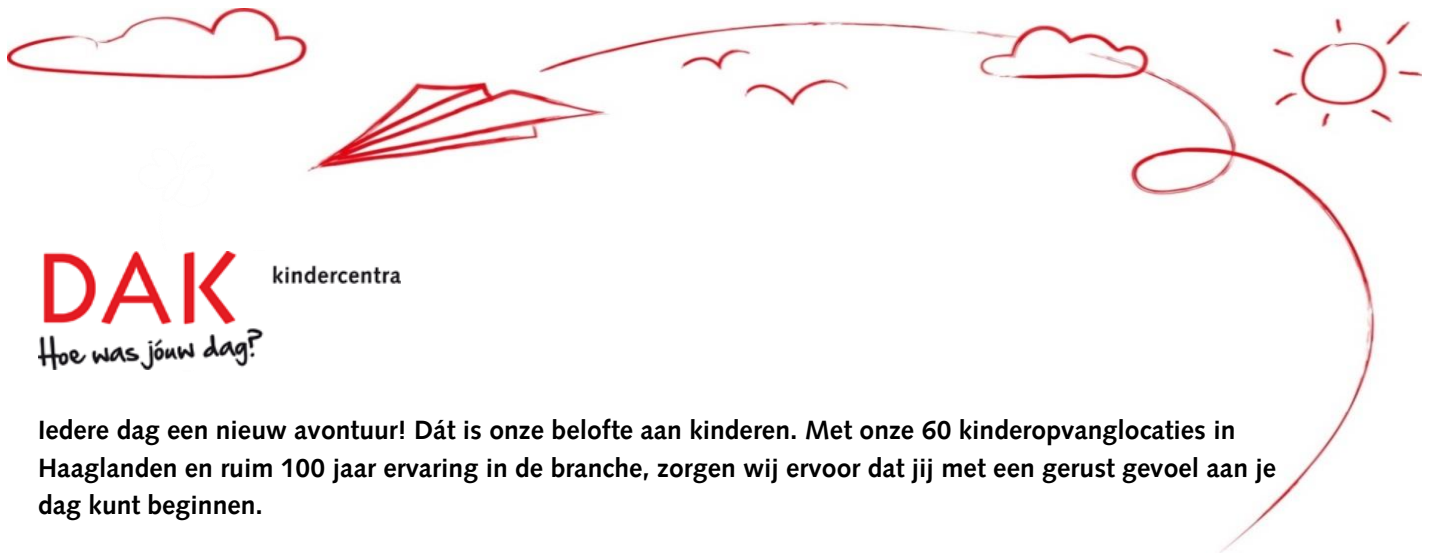 DAK kindercentra
Hoe was jóuw dag?
Iedere dag een nieuw avontuur! Dát is onze belofte aan kinderen. Met onze 60 kinderopvanglocaties in
Haaglanden en ruim 100 jaar ervaring in de branche, zorgen wij ervoor dat jij met een gerust gevoel aan je
dag kunt beginnen.